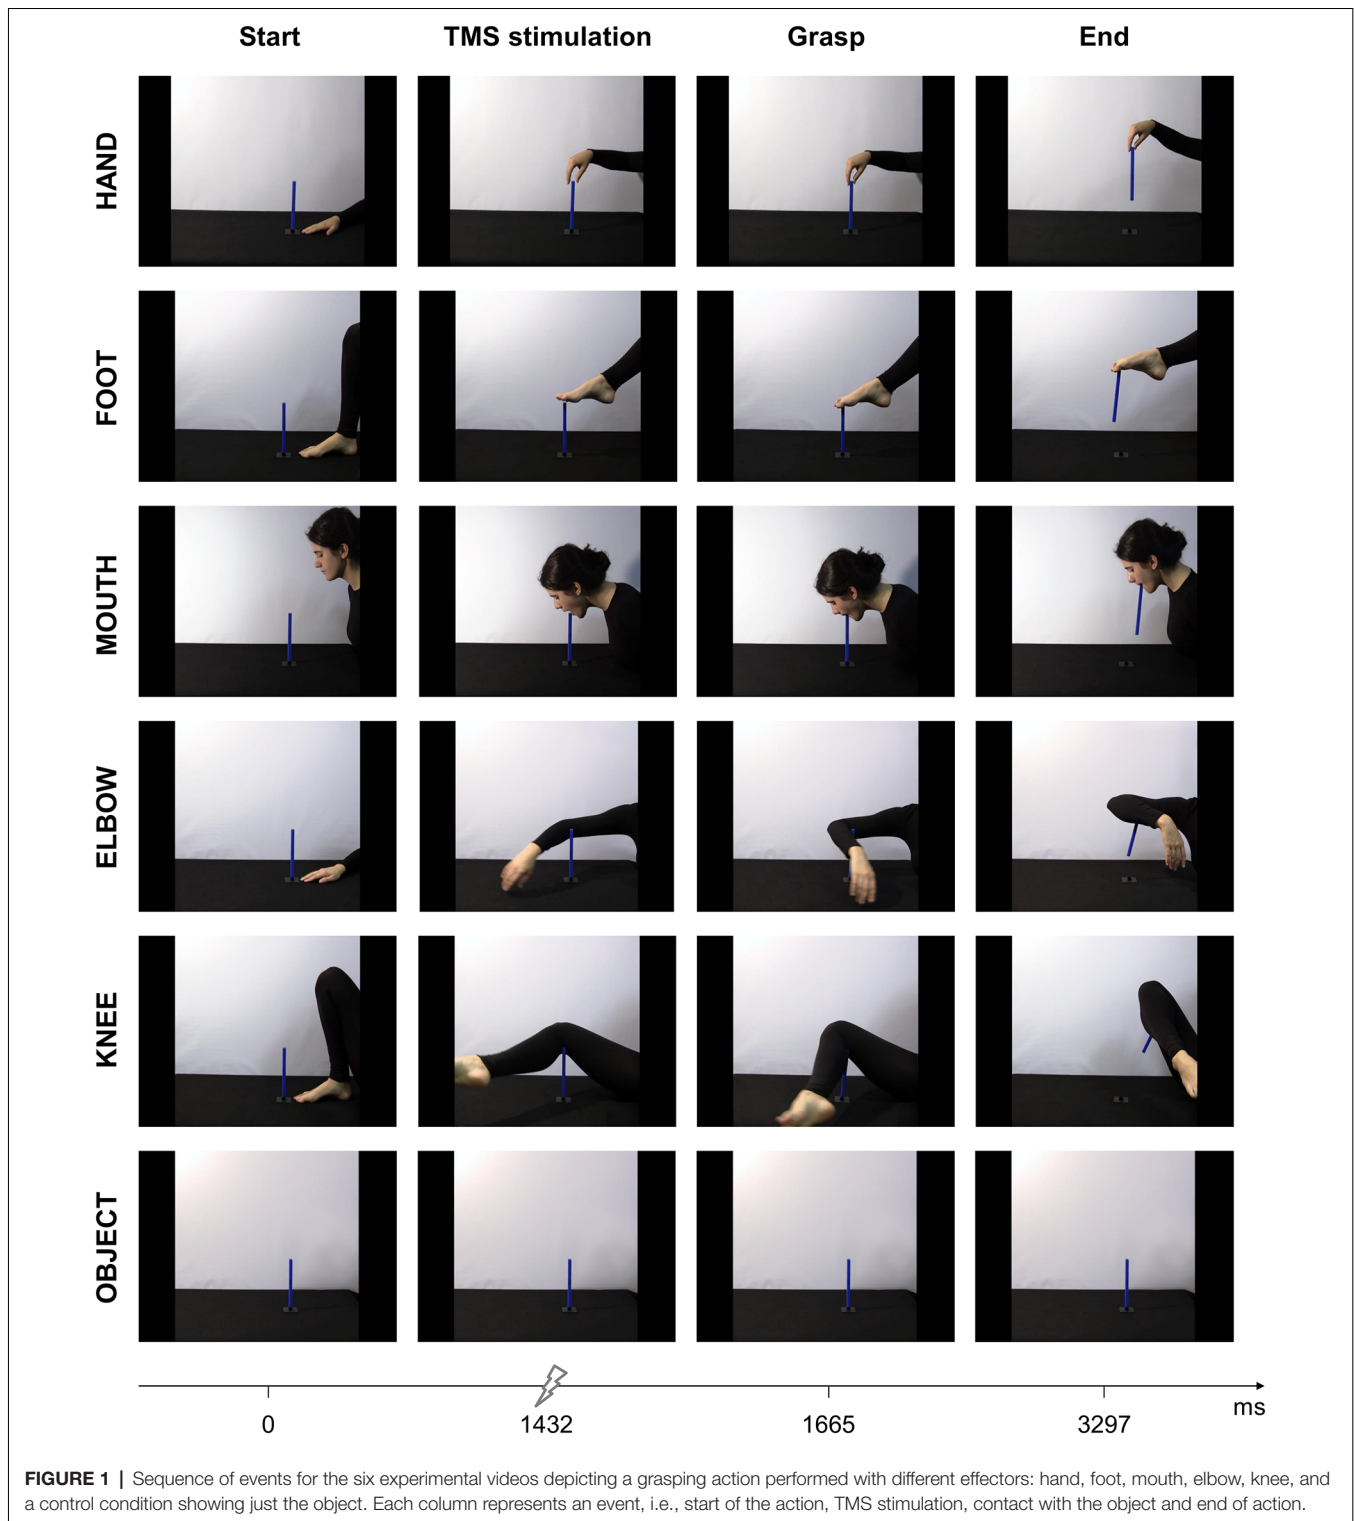 Start TMS stimulation Grasp End
HAND
FOOT
MOUTH
ELBOW
KNEE
OBJECT
0 1432 1665 3297
ms
FIGURE 1 | Sequence of events for the six experimental videos depicting a grasping action performed with different effectors: hand, foot, mouth, elbow, knee, and
a control condition showing just the object. Each column represents an event, i.e., start of the action, TMS stimulation, contact with the object and end of action.